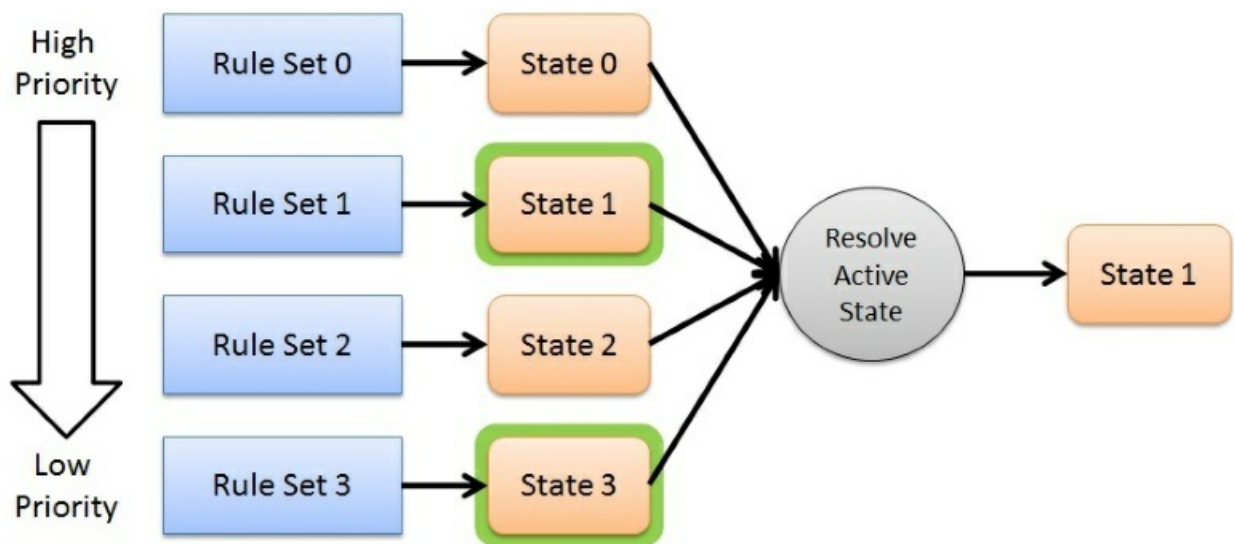 High
Priority
Rule Set 0
State 0
Rule Set 1
State 1
Resolve
Active
State
State 1
Rule Set 2
State 2
Low
Priority
Rule Set 3
State 3